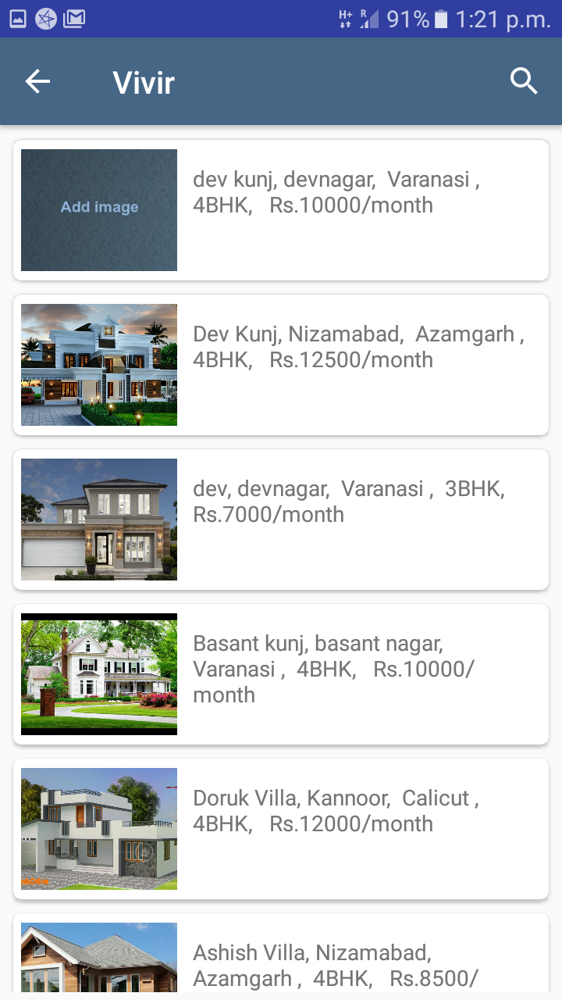 91% 1:21 p.m.
Vivir
Add image
dev kunj, devnagar,  Varanasi ,
4BHK,   Rs.10000/month
Dev Kunj, Nizamabad,  Azamgarh ,
4BHK,   Rs.12500/month
dev, devnagar,  Varanasi ,  3BHK,
Rs.7000/month
Basant kunj, basant nagar,
Varanasi ,  4BHK,   Rs.10000/
month
Doruk Villa, Kannoor,  Calicut ,
4BHK,   Rs.12000/month
Ashish Villa, Nizamabad,
Azamgarh ,  4BHK,   Rs.8500/